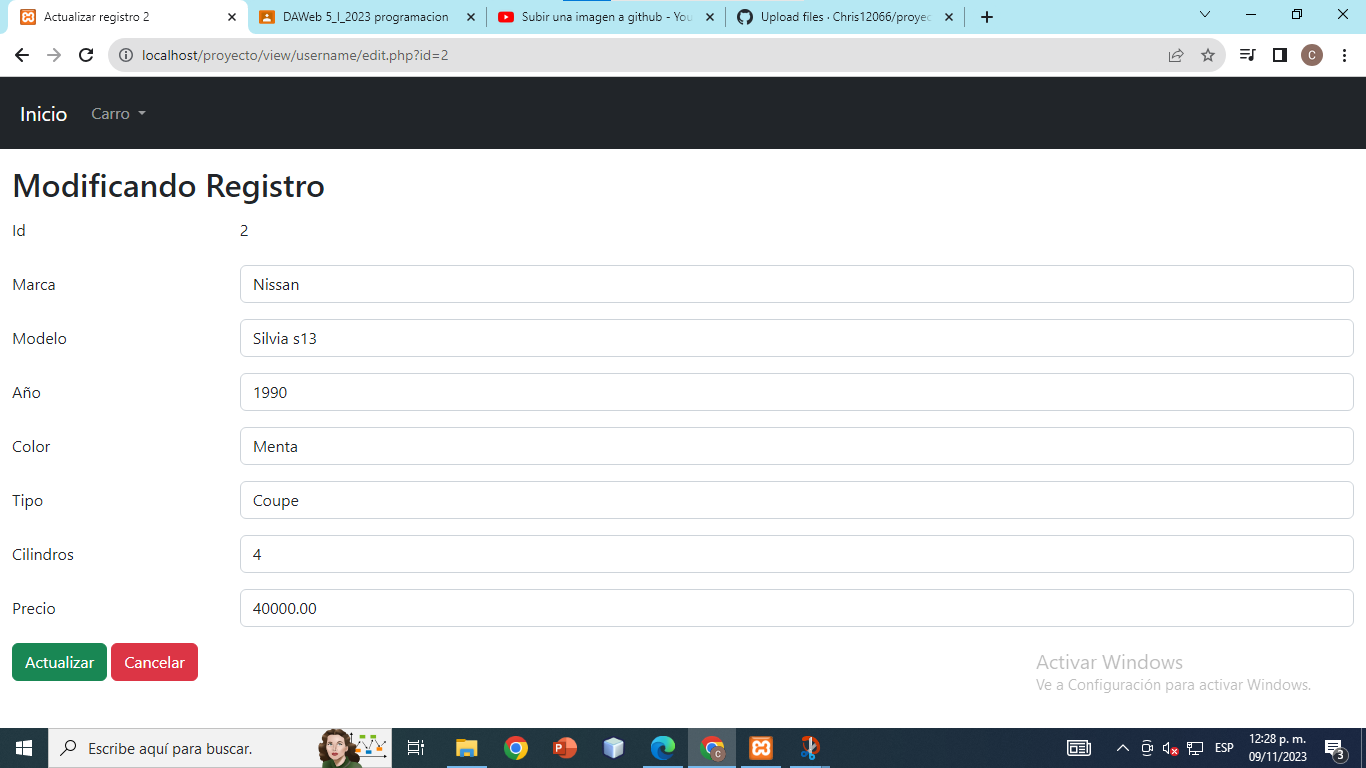 Actualizar registro 2
DAWeb 5_I_2023 programacion
Subir una imagen a github - You
Upload files · Chris12066/proye
localhost/proyecto/view/username/edit.php?id=2
C
Inicio
Carro
Modificando Registro
Id 2
Marca Nissan
Modelo Silvia s13
Año 1990
Color Menta
Tipo Coupe
Cilindros 4
Precio 40000.00
Actualizar Cancelar
Activar Windows
Ve a Configuración para activar Windows.
Escribe aquí para buscar.
ESP
12:28 p. m.
09/11/2023
3